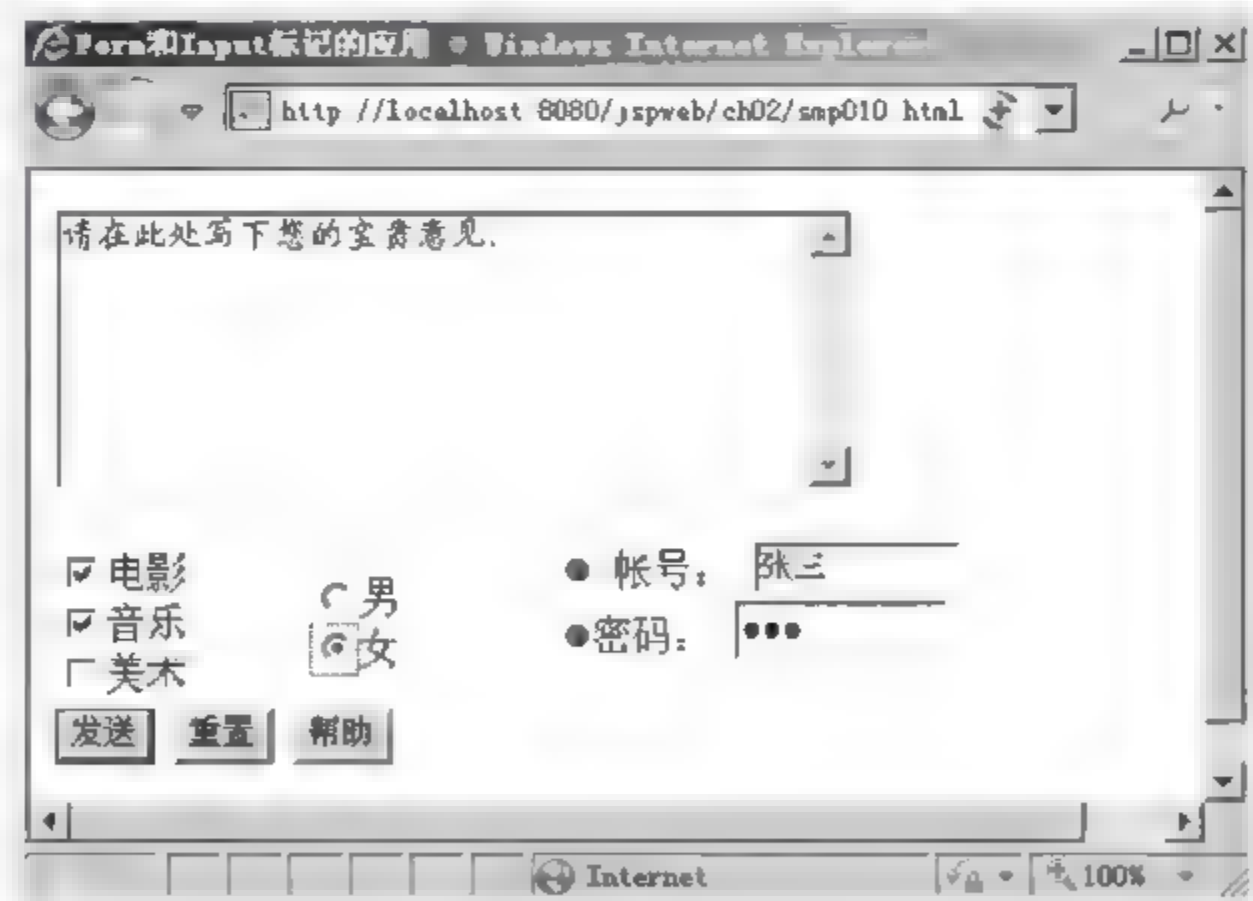 Form和Input标记的应用 - Windows Internet Explorer
http //localhost 8080/jspweb/ch02/smp010 html
请在此处写下您的宝贵意见.
电影
音乐
美术
男
女
● 帐号： 张三
●密码： ●●●
发送 重置 帮助
Internet 100%